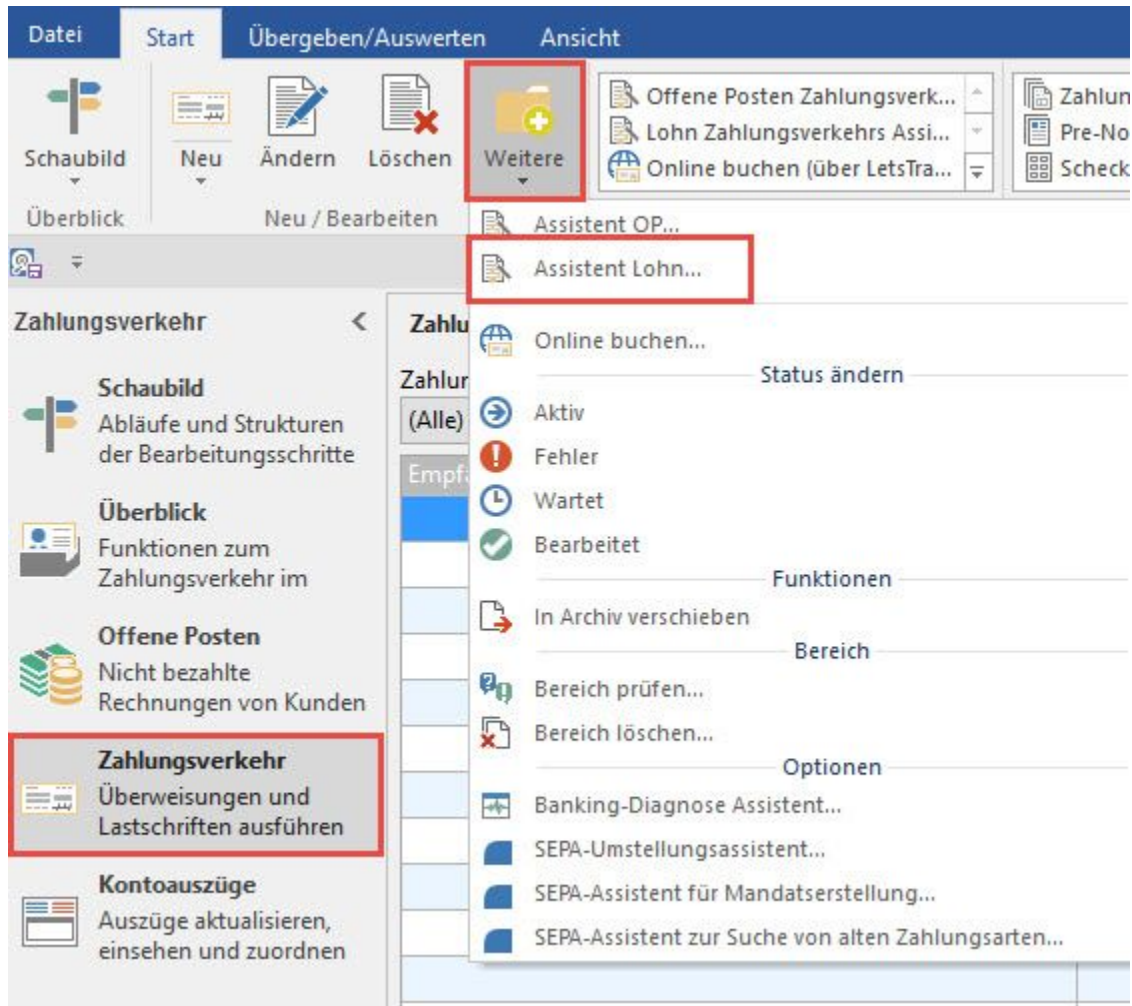 Datei Start Übergeben/Auswerten Ansicht
Schaubild Neu Ändern Löschen Weitere
Offene Posten Zahlungsverk...
Lohn Zahlungsverkehrs Assi...
Online buchen (über LetsTra...
Zahlun
Pre-No
Scheck
Überblick Neu / Bearbeiten
Assistent OP...
Assistent Lohn...
Online buchen...
Status ändern
Aktiv
Fehler
Wartet
Bearbeitet
Funktionen
In Archiv verschieben
Bereich
Bereich prüfen...
Bereich löschen...
Optionen
Banking-Diagnose Assistent...
SEPA-Umstellungsassistent...
SEPA-Assistent für Mandatserstellung...
SEPA-Assistent zur Suche von alten Zahlungsarten...
Zahlungsverkehr
Schaubild
Abläufe und Strukturen
der Bearbeitungsschritte
Überblick
Funktionen zum
Zahlungsverkehr im
Offene Posten
Nicht bezahlte
Rechnungen von Kunden
Zahlungsverkehr
Überweisungen und
Lastschriften ausführen
Kontoauszüge
Auszüge aktualisieren,
einsehen und zuordnen
Zahlu
Zahlur
(Alle)
Empfä